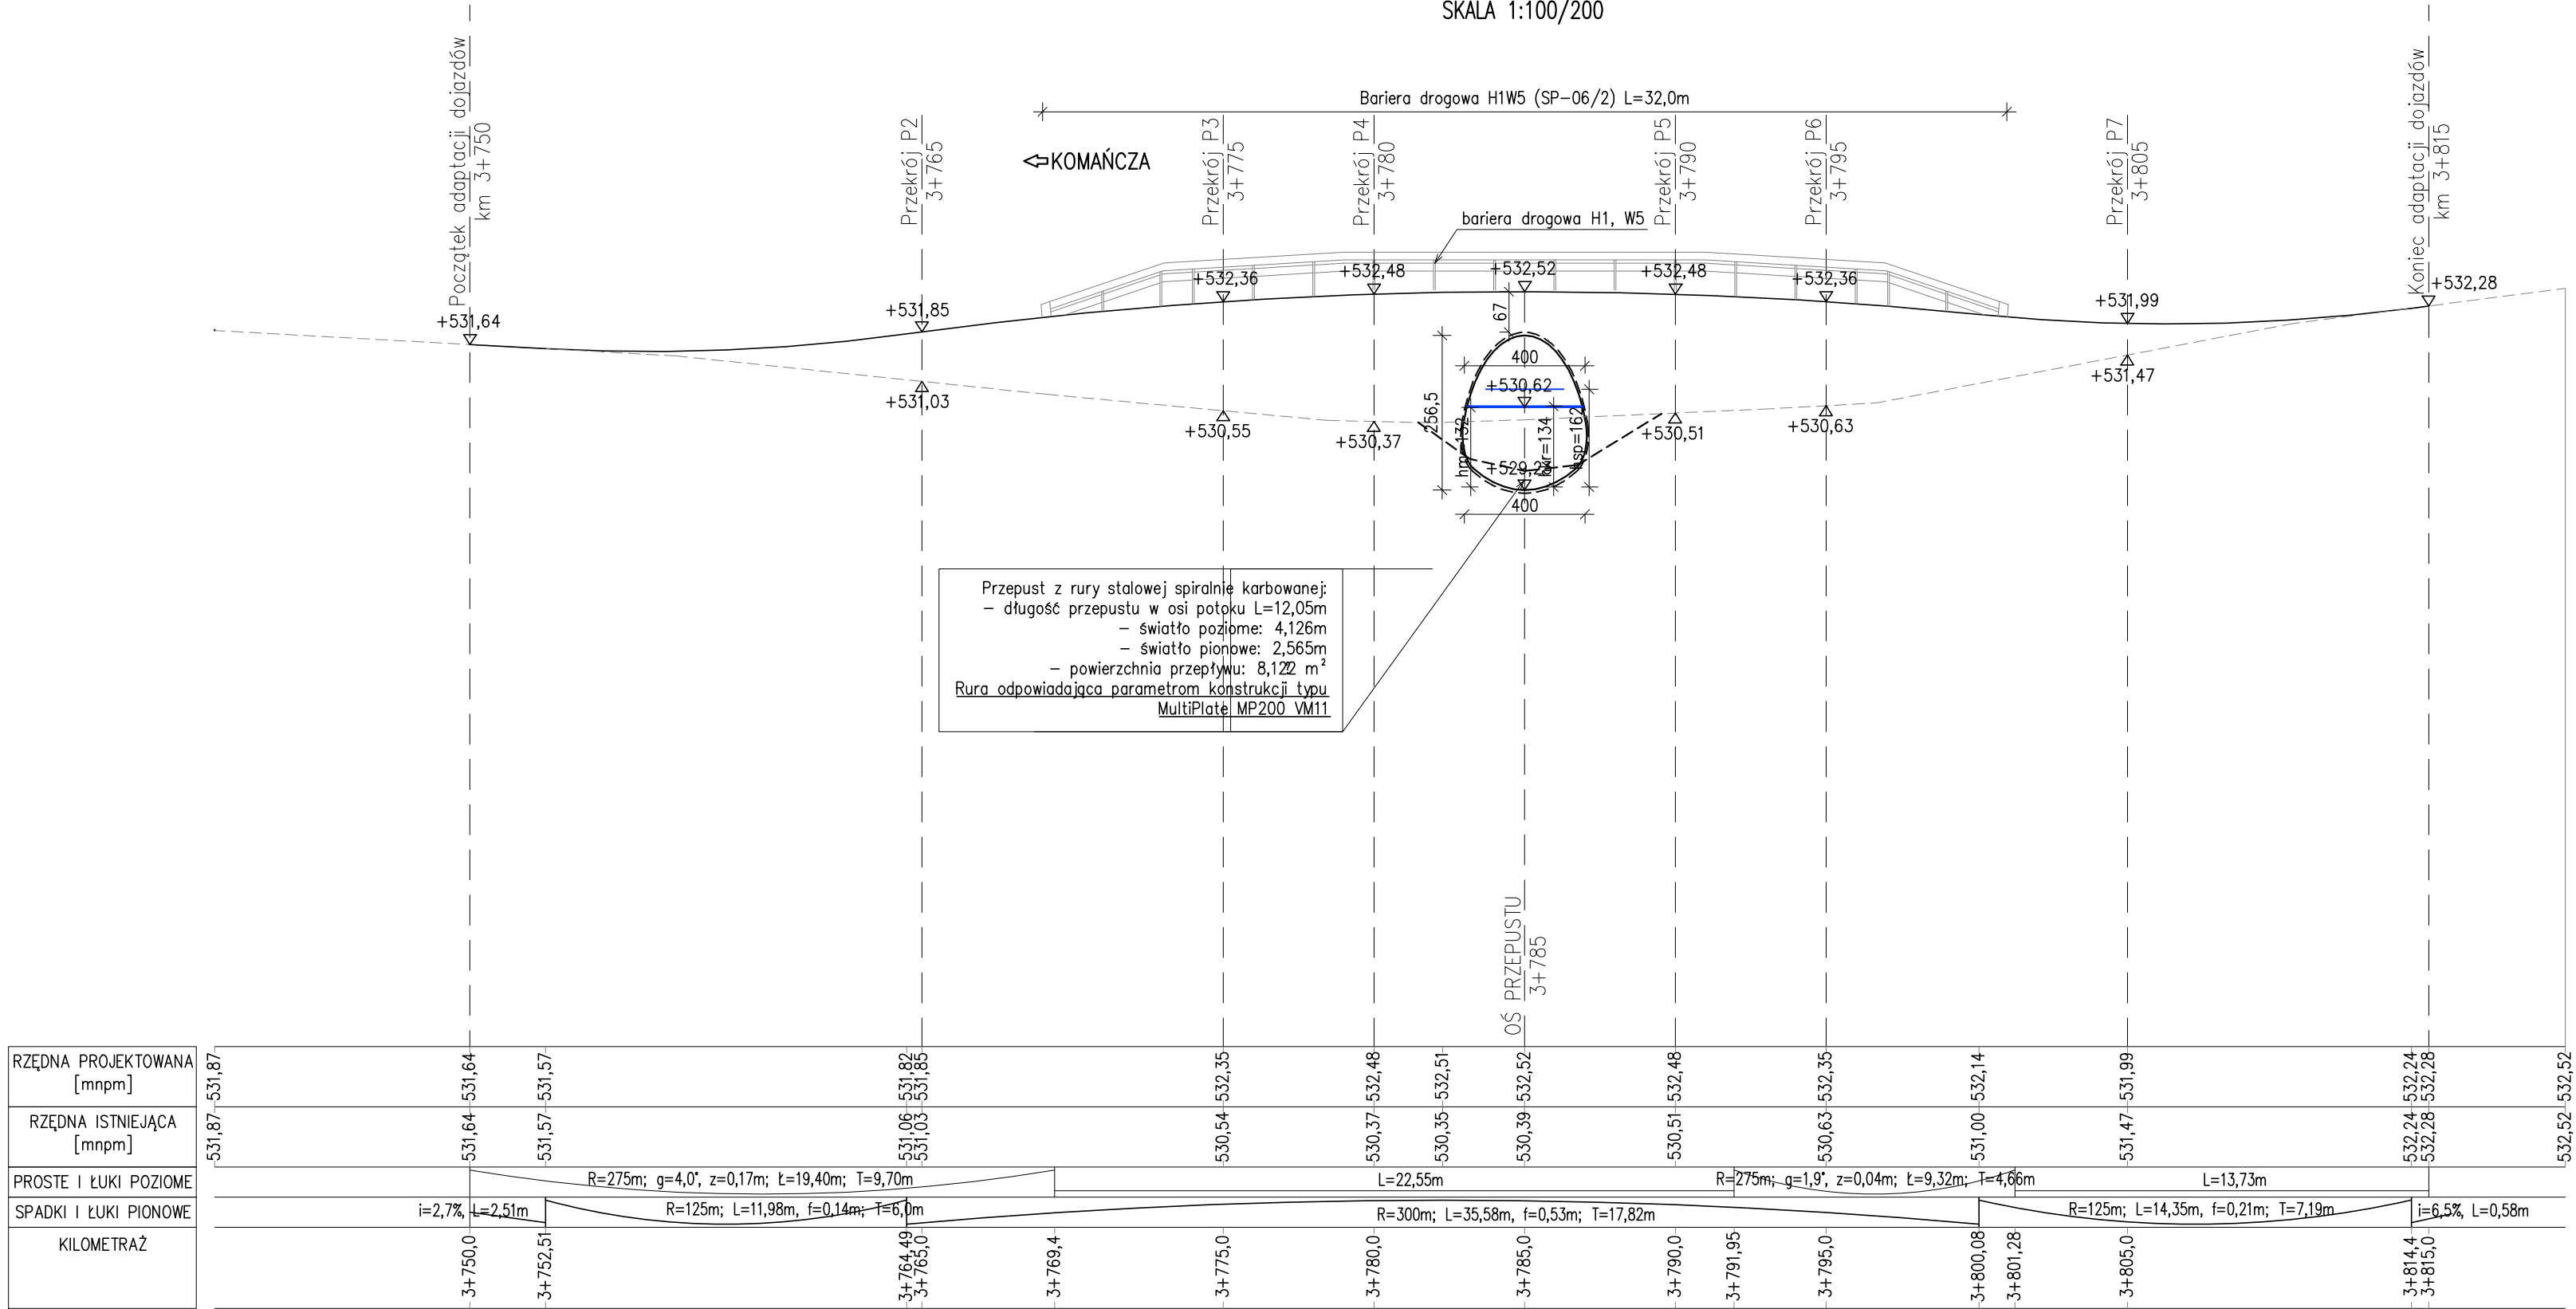 SKALA 1:100/200
Początek adaptacji dojazdów
km 3+750
Przekrój P2
3+765
Przekrój P3
3+775
Przekrój P4
3+780
Przekrój P5
3+790
Przekrój P6
3+795
Przekrój P7
3+805
Koniec adaptacji dojazdów
km 3+815
Bariera drogowa H1W5 (SP-06/2) L=32,0m
KOMAŃCZA
bariera drogowa H1, W5
+531,64
+531,85
+532,36
+532,48
+532,52
+532,48
+532,36
+531,99
+532,28
67
400
+530,62
256,5
hm=132
hkr=134
hsp=162
400
+531,03
+530,55
+530,37
+530,51
+530,63
+531,47
Przepust z rury stalowej spiralnie karbowanej:
- długość przepustu w osi potoku L=12,05m
- światło poziome: 4,126m
- światło pionowe: 2,565m
- powierzchnia przepływu: 8,122 m²
Rura odpowiadająca parametrom konstrukcji typu
MultiPlate MP200 VM11
OŚ PRZEPUSTU
3+785
RZĘDNA PROJEKTOWANA
[mnpm]
531,87 531,64 531,57 531,82 531,85 532,35 532,48 532,51 532,52 532,48 532,35 532,14 531,99 532,24 532,28 532,52
RZĘDNA ISTNIEJĄCA
[mnpm]
531,87 531,64 531,57 531,06 531,03 530,54 530,37 530,35 530,39 530,51 530,63 531,00 531,47 532,24 532,28 532,52
PROSTE I ŁUKI POZIOME
R=275m; g=4,0°, z=0,17m; Ł=19,40m; T=9,70m
L=22,55m
R=275m; g=1,9°, z=0,04m; Ł=9,32m; T=4,66m
L=13,73m
SPADKI I ŁUKI PIONOWE
i=2,7%, L=2,51m
R=125m; L=11,98m, f=0,14m; T=6,0m
R=300m; L=35,58m, f=0,53m; T=17,82m
R=125m; L=14,35m, f=0,21m; T=7,19m
i=6,5%, L=0,58m
KILOMETRAŻ
3+750,0 3+752,51 3+764,49 3+765,0 3+769,4 3+775,0 3+780,0 3+785,0 3+790,0 3+791,95 3+795,0 3+800,08 3+801,28 3+805,0 3+814,4 3+815,0